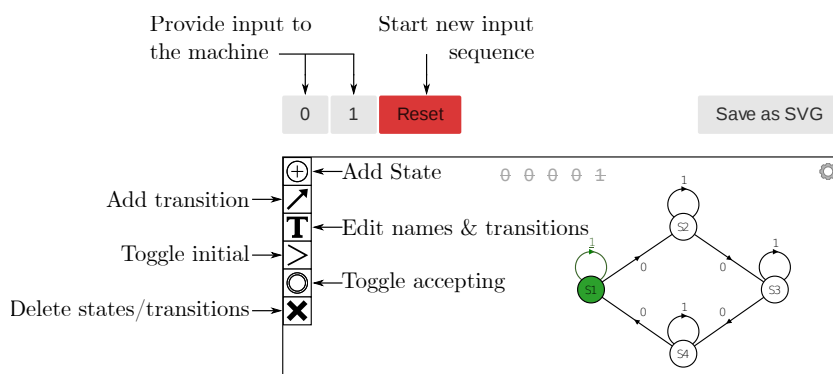 Provide input to
the machine
Start new input
sequence
0 1 Reset Save as SVG
Add State
0 0 0 0 1
Add transition
Edit names & transitions
Toggle initial
Toggle accepting
Delete states/transitions
T
1
S2
1
1
0
0
S1
S3
0
1
0
S4